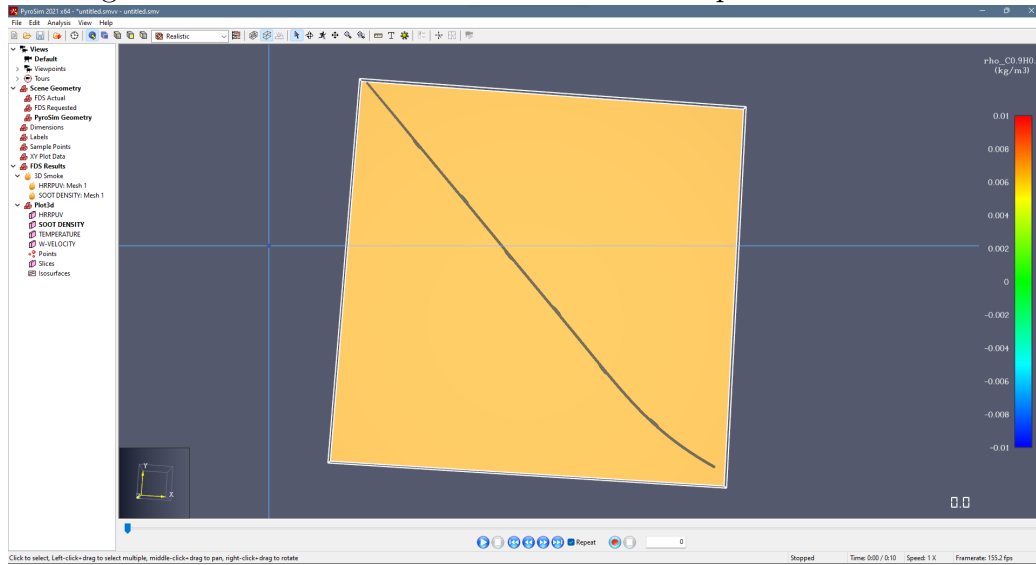 PyroSim 2021 x64 - *untitled.smvv - untitled.smv
File Edit Analysis View Help
Realistic
Views
Default
Viewpoints
Tours
Scene Geometry
FDS Actual
FDS Requested
PyroSim Geometry
Dimensions
Labels
Sample Points
XY Plot Data
FDS Results
3D Smoke
HRRPUV: Mesh 1
SOOT DENSITY: Mesh 1
Plot3d
HRRPUV
SOOT DENSITY
TEMPERATURE
W-VELOCITY
Points
Slices
Isosurfaces
rho_C0.9H0.
(kg/m3)
0.01
0.008
0.006
0.004
0.002
0
-0.002
-0.004
-0.006
-0.008
-0.01
Y
Z X
0.0
Repeat 0
Click to select, Left-click+drag to select multiple, middle-click+drag to pan, right-click+drag to rotate Stopped Time: 0:00 / 0:10 Speed: 1 X Framerate: 155.2 fps